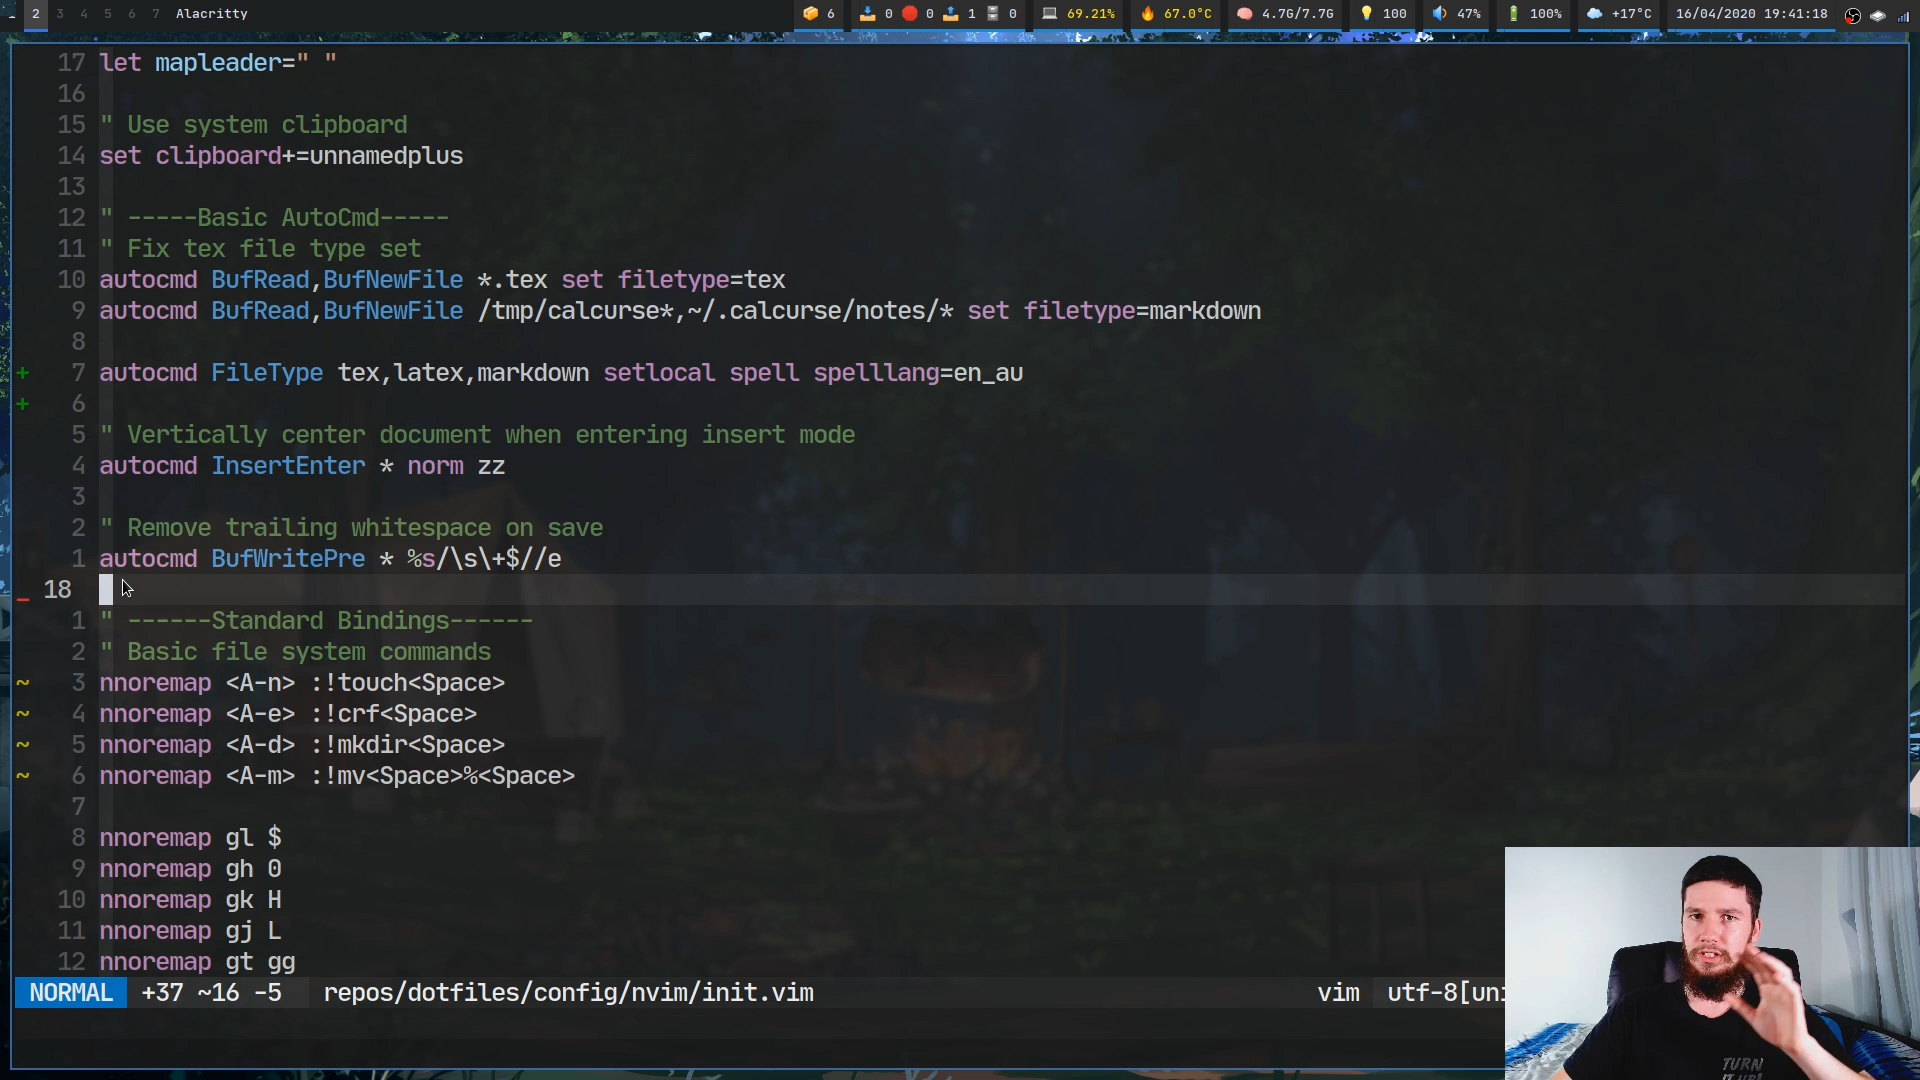 2 3 4 5 6 7 Alacritty 6 0 0 1 0 69.21% 67.0°C 4.7G/7.7G 100 47% 100% +17°C 16/04/2020 19:41:18
17 let mapleader=" "
16
15 " Use system clipboard
14 set clipboard+=unnamedplus
13
12 " -----Basic AutoCmd-----
11 " Fix tex file type set
10 autocmd BufRead,BufNewFile *.tex set filetype=tex
9 autocmd BufRead,BufNewFile /tmp/calcurse*,~/.calcurse/notes/* set filetype=markdown
8
+ 7 autocmd FileType tex,latex,markdown setlocal spell spelllang=en_au
+ 6
5 " Vertically center document when entering insert mode
4 autocmd InsertEnter * norm zz
3
2 " Remove trailing whitespace on save
1 autocmd BufWritePre * %s/\s\+$//e
_ 18
1 " ------Standard Bindings------
2 " Basic file system commands
~ 3 nnoremap <A-n> :!touch<Space>
~ 4 nnoremap <A-e> :!crf<Space>
~ 5 nnoremap <A-d> :!mkdir<Space>
~ 6 nnoremap <A-m> :!mv<Space>%<Space>
7
8 nnoremap gl $
9 nnoremap gh 0
10 nnoremap gk H
11 nnoremap gj L
12 nnoremap gt gg
NORMAL +37 ~16 -5 repos/dotfiles/config/nvim/init.vim vim utf-8[uni
TURN